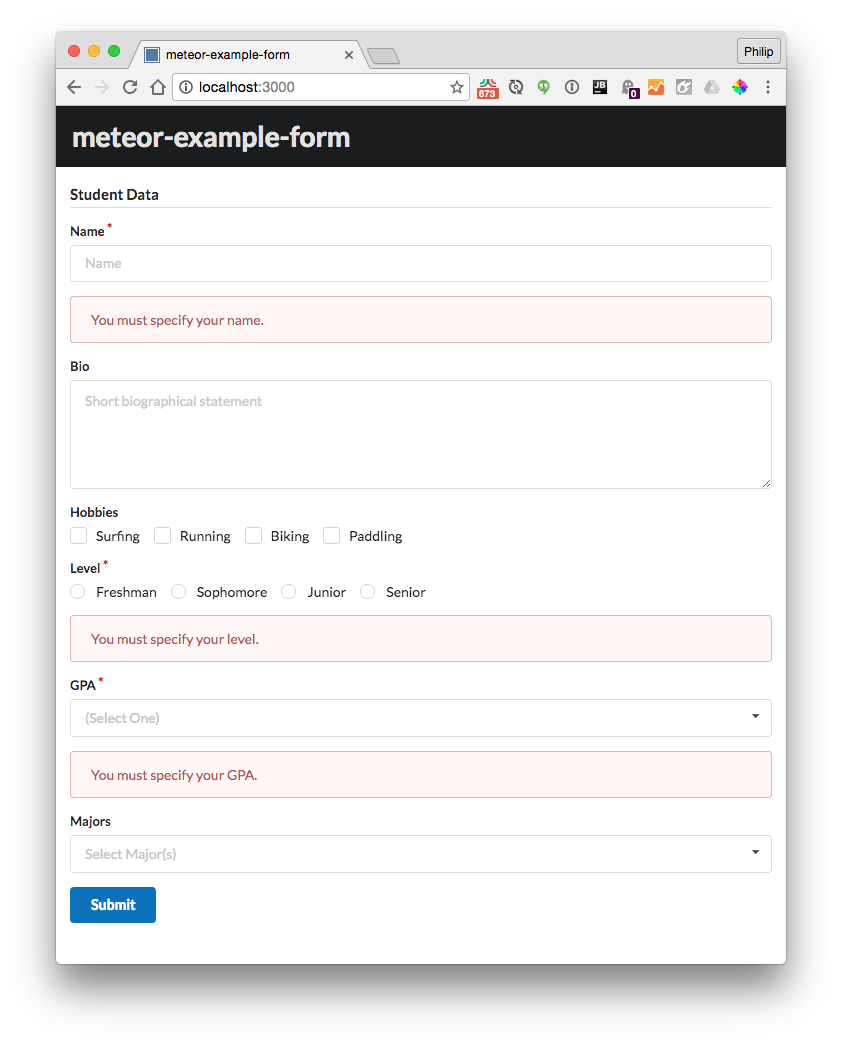 meteor-example-form
Philip
localhost:3000
673
JB
0
meteor-example-form
Student Data
Name *
Name
You must specify your name.
Bio
Short biographical statement
Hobbies
Surfing Running Biking Paddling
Level *
Freshman Sophomore Junior Senior
You must specify your level.
GPA *
(Select One)
You must specify your GPA.
Majors
Select Major(s)
Submit